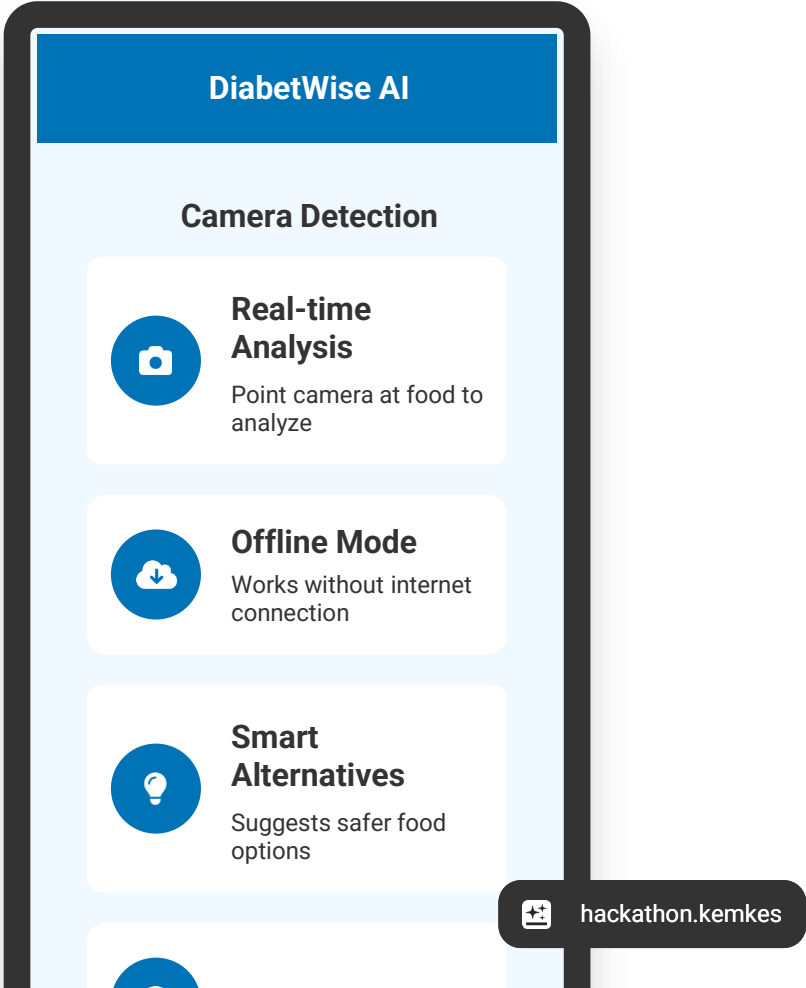 DiabetWise AI
Camera Detection
Real-time
Analysis
Point camera at food to
analyze
Offline Mode
Works without internet
connection
Smart
Alternatives
Suggests safer food
options
hackathon.kemkes